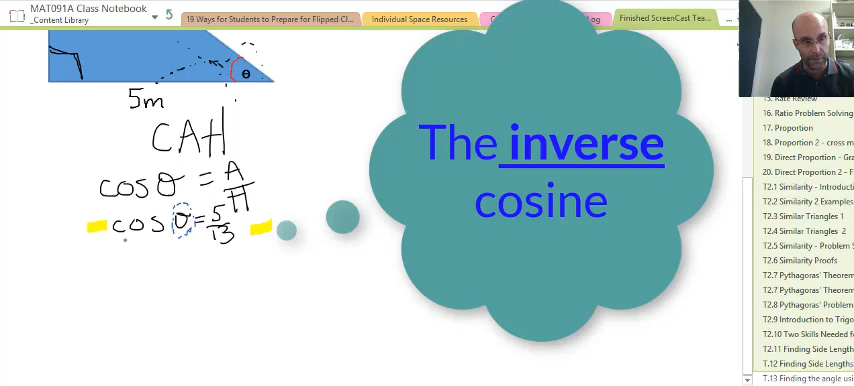 MAT091A Class Notebook
_Content Library
19 Ways for Students to Prepare for Flipped Cl...
Individual Space Resources
Log
Finished ScreenCast Tea...
...
θ
5m
CAH
cosθ = A/H
cosθ = 5/13
The inverse
cosine
15. Rate Review
16. Ratio Problem Solving
17. Proportion
18. Proportion 2 - cross m
19. Direct Proportion - Gra
20. Direct Proportion 2 - F
T2.1 Similarity - Introducti
T2.2 Similarity 2 Examples
T2.3 Similar Triangles 1
T2.4 Similar Triangles 2
T2.5 Similarity - Problem S
T2.6 Similarity Proofs
T2.7 Pythagoras' Theorem
T2.7 Pythagoras' Theorem
T2.8 Pythagoras' Problem
T2.9 Introduction to Trigo
T2.10 Two Skills Needed fo
T2.11 Finding Side Length
T.12 Finding Side Lengths
T.13 Finding the angle usi